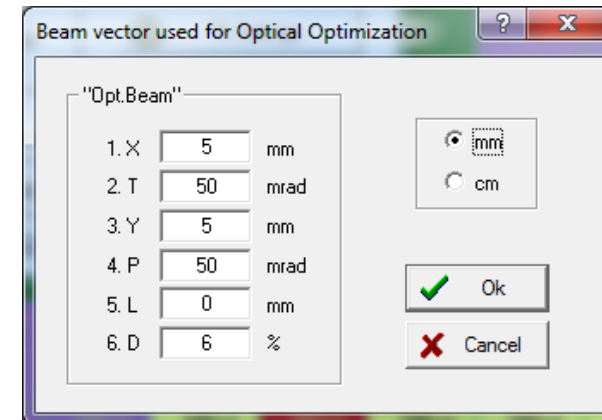 Beam vector used for Optical Optimization ? X
"Opt.Beam"
1. X 5 mm
2. T 50 mrad
3. Y 5 mm
4. P 50 mrad
5. L 0 mm
6. D 6 %
mm
cm
Ok
Cancel